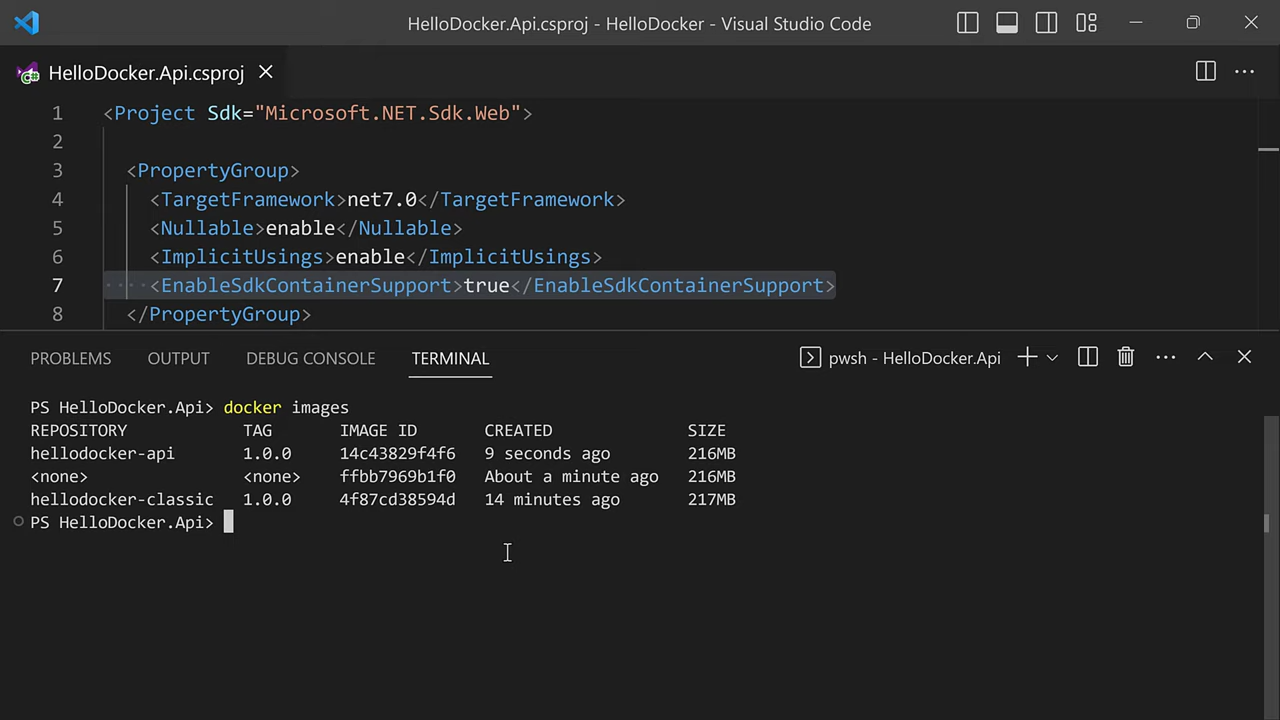 HelloDocker.Api.csproj - HelloDocker - Visual Studio Code
HelloDocker.Api.csproj
1 <Project Sdk="Microsoft.NET.Sdk.Web">
2
3 <PropertyGroup>
4 <TargetFramework>net7.0</TargetFramework>
5 <Nullable>enable</Nullable>
6 <ImplicitUsings>enable</ImplicitUsings>
7 <EnableSdkContainerSupport>true</EnableSdkContainerSupport>
8 </PropertyGroup>
PROBLEMS OUTPUT DEBUG CONSOLE TERMINAL pwsh - HelloDocker.Api
PS HelloDocker.Api> docker images
REPOSITORY TAG IMAGE ID CREATED SIZE
hellodocker-api 1.0.0 14c43829f4f6 9 seconds ago 216MB
<none> <none> ffbb7969b1f0 About a minute ago 216MB
hellodocker-classic 1.0.0 4f87cd38594d 14 minutes ago 217MB
PS HelloDocker.Api>